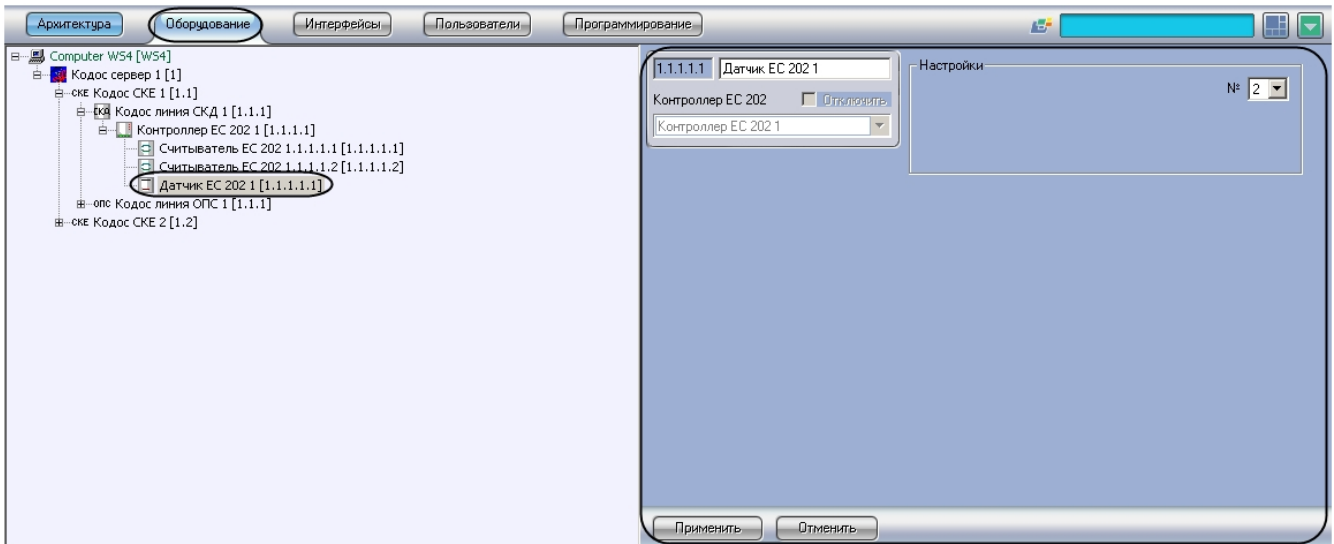 Архитектура Оборудование Интерфейсы Пользователи Программирование
Computer WS4 [WS4]
Кодос сервер 1 [1]
СКЕ Кодос СКЕ 1 [1.1]
СКД Кодос линия СКД 1 [1.1.1]
Контроллер ЕС 202 1 [1.1.1.1]
Считыватель ЕС 202 1.1.1.1.1 [1.1.1.1.1]
Считыватель ЕС 202 1.1.1.1.2 [1.1.1.1.2]
Датчик ЕС 202 1 [1.1.1.1.1]
ОПС Кодос линия ОПС 1 [1.1.1]
СКЕ Кодос СКЕ 2 [1.2]
1.1.1.1.1 Датчик ЕС 202 1
Контроллер ЕС 202 Отключить
Контроллер ЕС 202 1
Настройки
№ 2
Применить Отменить